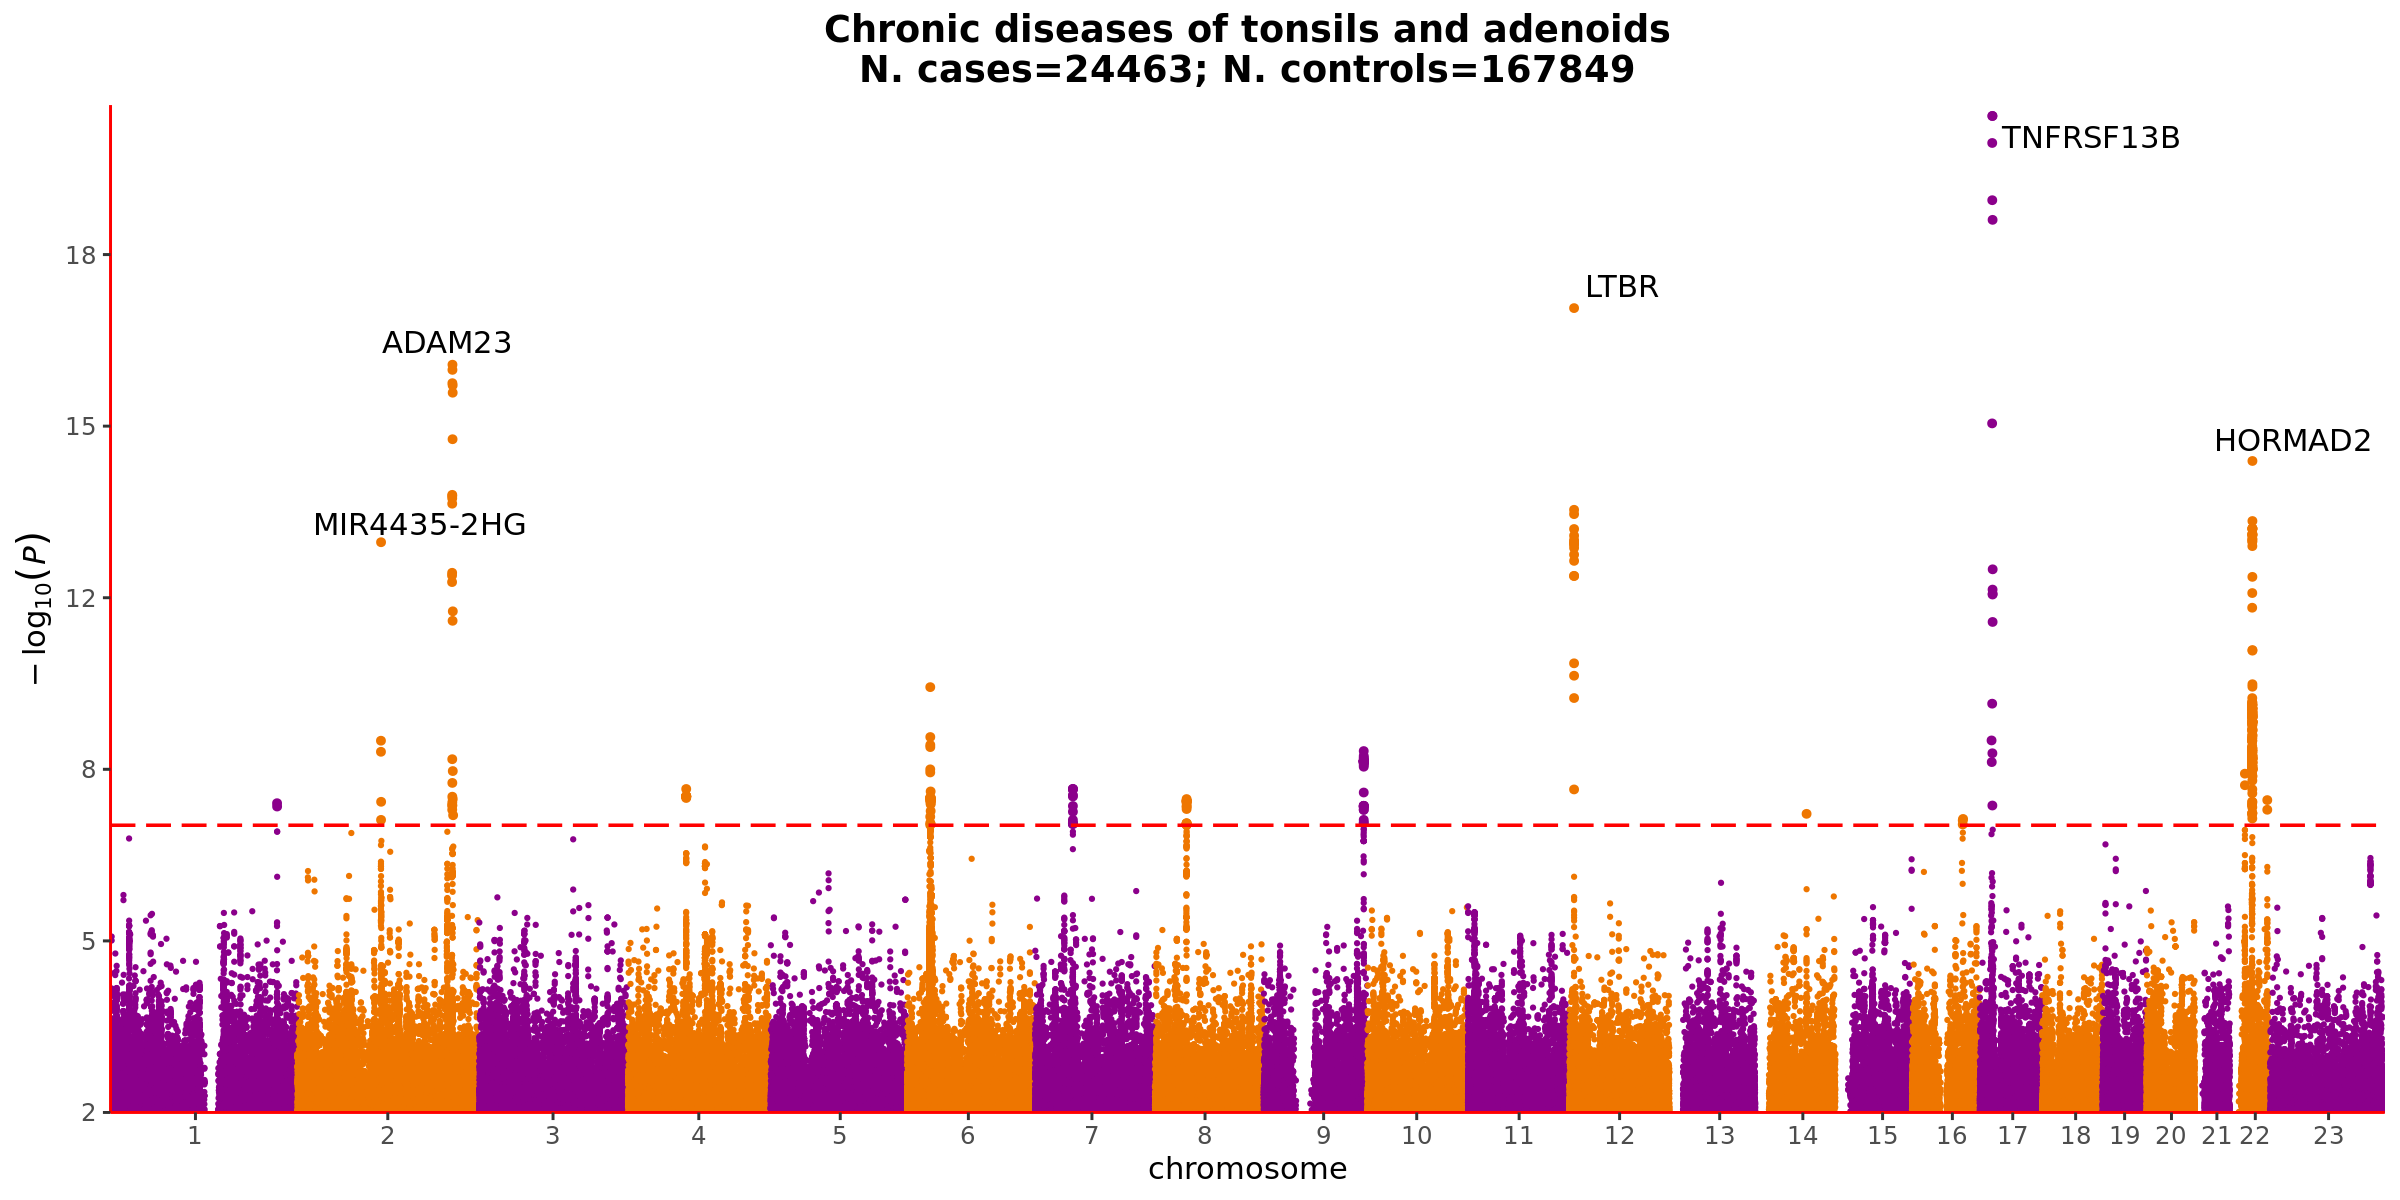 Chronic diseases of tonsils and adenoids
N. cases=24463; N. controls=167849
TNFRSF13B
18
LTBR
ADAM23
15
HORMAD2
MIR4435-2HG
12
− log10(P)
8
5
2
1 2 3 4 5 6 7 8 9 10 11 12 13 14 15 16 17 18 19 20 21 22 23
chromosome